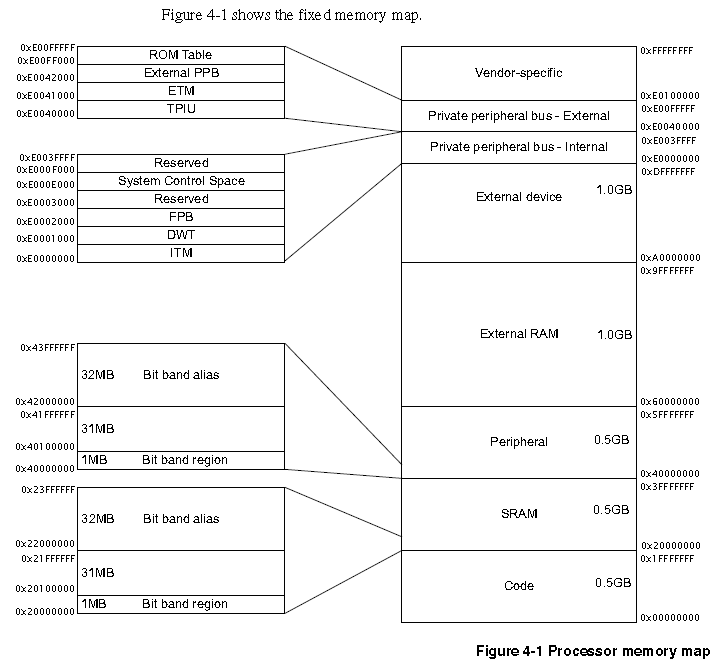 Figure 4-1 shows the fixed memory map.
0xE00FFFFF
ROM Table
0xE00FF000
External PPB
0xE0042000
ETM
0xE0041000
TPIU
0xE0040000
0xE003FFFF
Reserved
0xE000F000
System Control Space
0xE000E000
Reserved
0xE0003000
FPB
0xE0002000
DWT
0xE0001000
ITM
0xE0000000
0x43FFFFFF
32MB Bit band alias
0x42000000
0x41FFFFFF
31MB
0x40100000
1MB Bit band region
0x40000000
0x23FFFFFF
32MB Bit band alias
0x22000000
0x21FFFFFF
31MB
0x20100000
1MB Bit band region
0x20000000
0xFFFFFFFF
Vendor-specific
0xE0100000
0xE00FFFFF
Private peripheral bus - External
0xE0040000
0xE003FFFF
Private peripheral bus - Internal
0xE0000000
0xDFFFFFFF
External device 1.0GB
0xA0000000
0x9FFFFFFF
External RAM 1.0GB
0x60000000
0x5FFFFFFF
Peripheral 0.5GB
0x40000000
0x3FFFFFFF
SRAM 0.5GB
0x20000000
0x1FFFFFFF
Code 0.5GB
0x00000000
Figure 4-1 Processor memory map